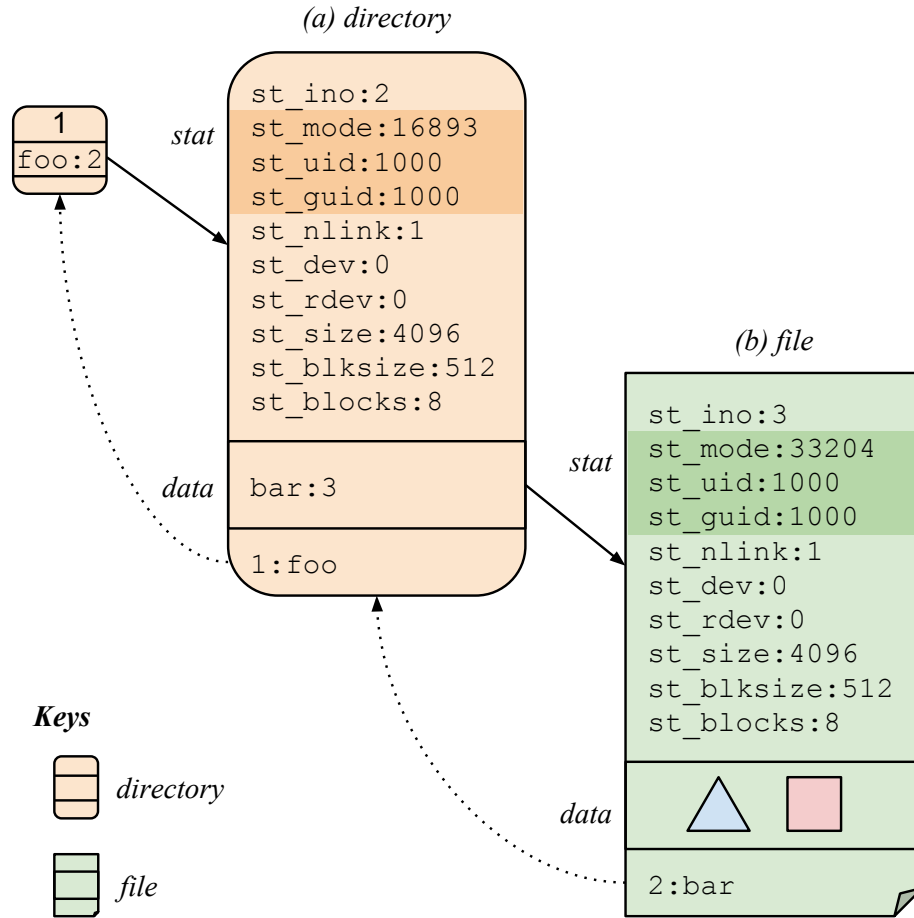 (a) directory
1
foo:2
stat
st_ino:2
st_mode:16893
st_uid:1000
st_guid:1000
st_nlink:1
st_dev:0
st_rdev:0
st_size:4096
st_blksize:512
st_blocks:8
data
bar:3
1:foo
(b) file
stat
st_ino:3
st_mode:33204
st_uid:1000
st_guid:1000
st_nlink:1
st_dev:0
st_rdev:0
st_size:4096
st_blksize:512
st_blocks:8
data
2:bar
Keys
directory
file